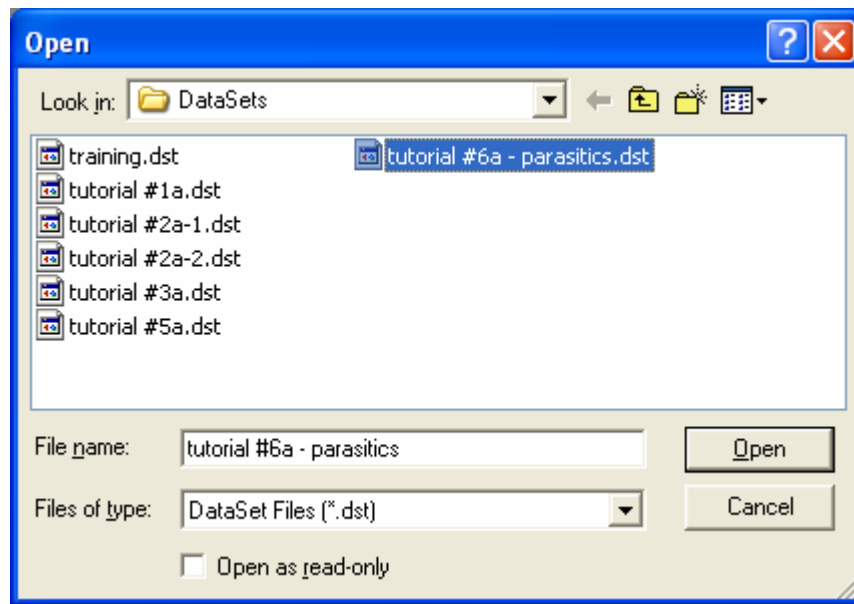 Open
Look in: DataSets
training.dst
tutorial #1a.dst
tutorial #2a-1.dst
tutorial #2a-2.dst
tutorial #3a.dst
tutorial #5a.dst
tutorial #6a - parasitics.dst
File name: tutorial #6a - parasitics
Open
Files of type: DataSet Files (*.dst)
Cancel
Open as read-only